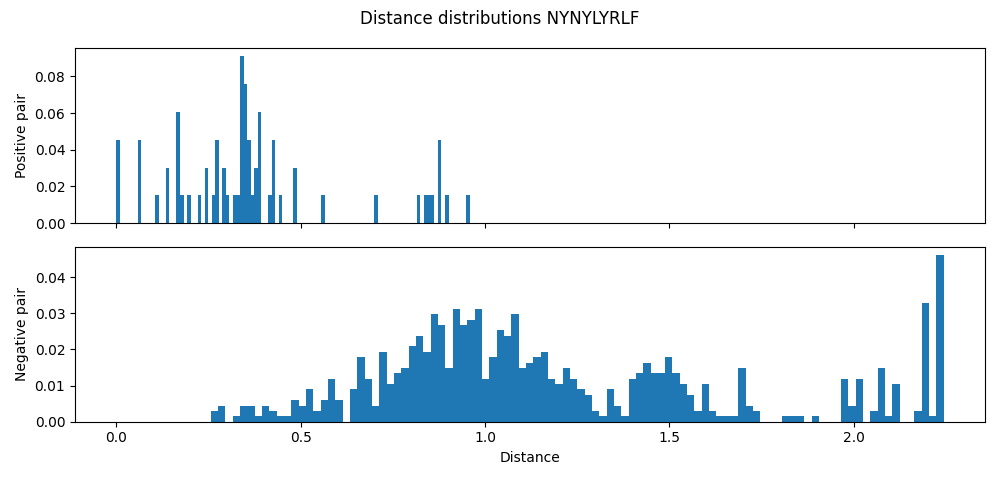 Distance distributions NYNYLYRLF
Positive pair
0.08
0.06
0.04
0.02
0.00
Negative pair
0.04
0.03
0.02
0.01
0.00
0.0 0.5 1.0 1.5 2.0
Distance